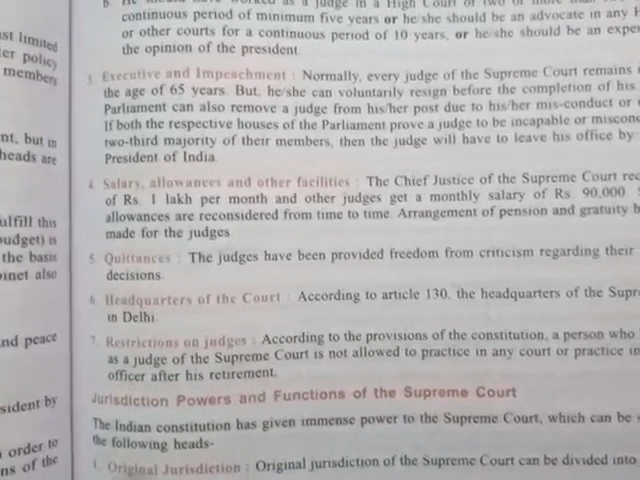 ust limited
er policy
members
nt, but in
heads are
ulfill this
budget) is
the basis
binet also
nd peace
sident by
order to
ns of the
continuous period of minimum five years or he/she should be an advocate in any H
or other courts for a continuous period of 10 years, or he/she should be an expe
the opinion of the president
3. Executive and Impeachment : Normally, every judge of the Supreme Court remains
the age of 65 years. But, he/she can voluntarily resign before the completion of his
Parliament can also remove a judge from his/her post due to his/her mis-conduct or
If both the respective houses of the Parliament prove a judge to be incapable or miscon
two-third majority of their members, then the judge will have to leave his office by
President of India.
4. Salary, allowances and other facilities : The Chief Justice of the Supreme Court rec
of Rs. 1 lakh per month and other judges get a monthly salary of Rs. 90,000.
allowances are reconsidered from time to time. Arrangement of pension and gratuity h
made for the judges
5. Quittances : The judges have been provided freedom from criticism regarding their
decisions.
6. Headquarters of the Court : According to article 130, the headquarters of the Supr
in Delhi.
7. Restrictions on judges : According to the provisions of the constitution, a person who
as a judge of the Supreme Court is not allowed to practice in any court or practice in
officer after his retirement.
Jurisdiction Powers and Functions of the Supreme Court
The Indian constitution has given immense power to the Supreme Court, which can be
the following heads-
1. Original Jurisdiction : Original jurisdiction of the Supreme Court can be divided into